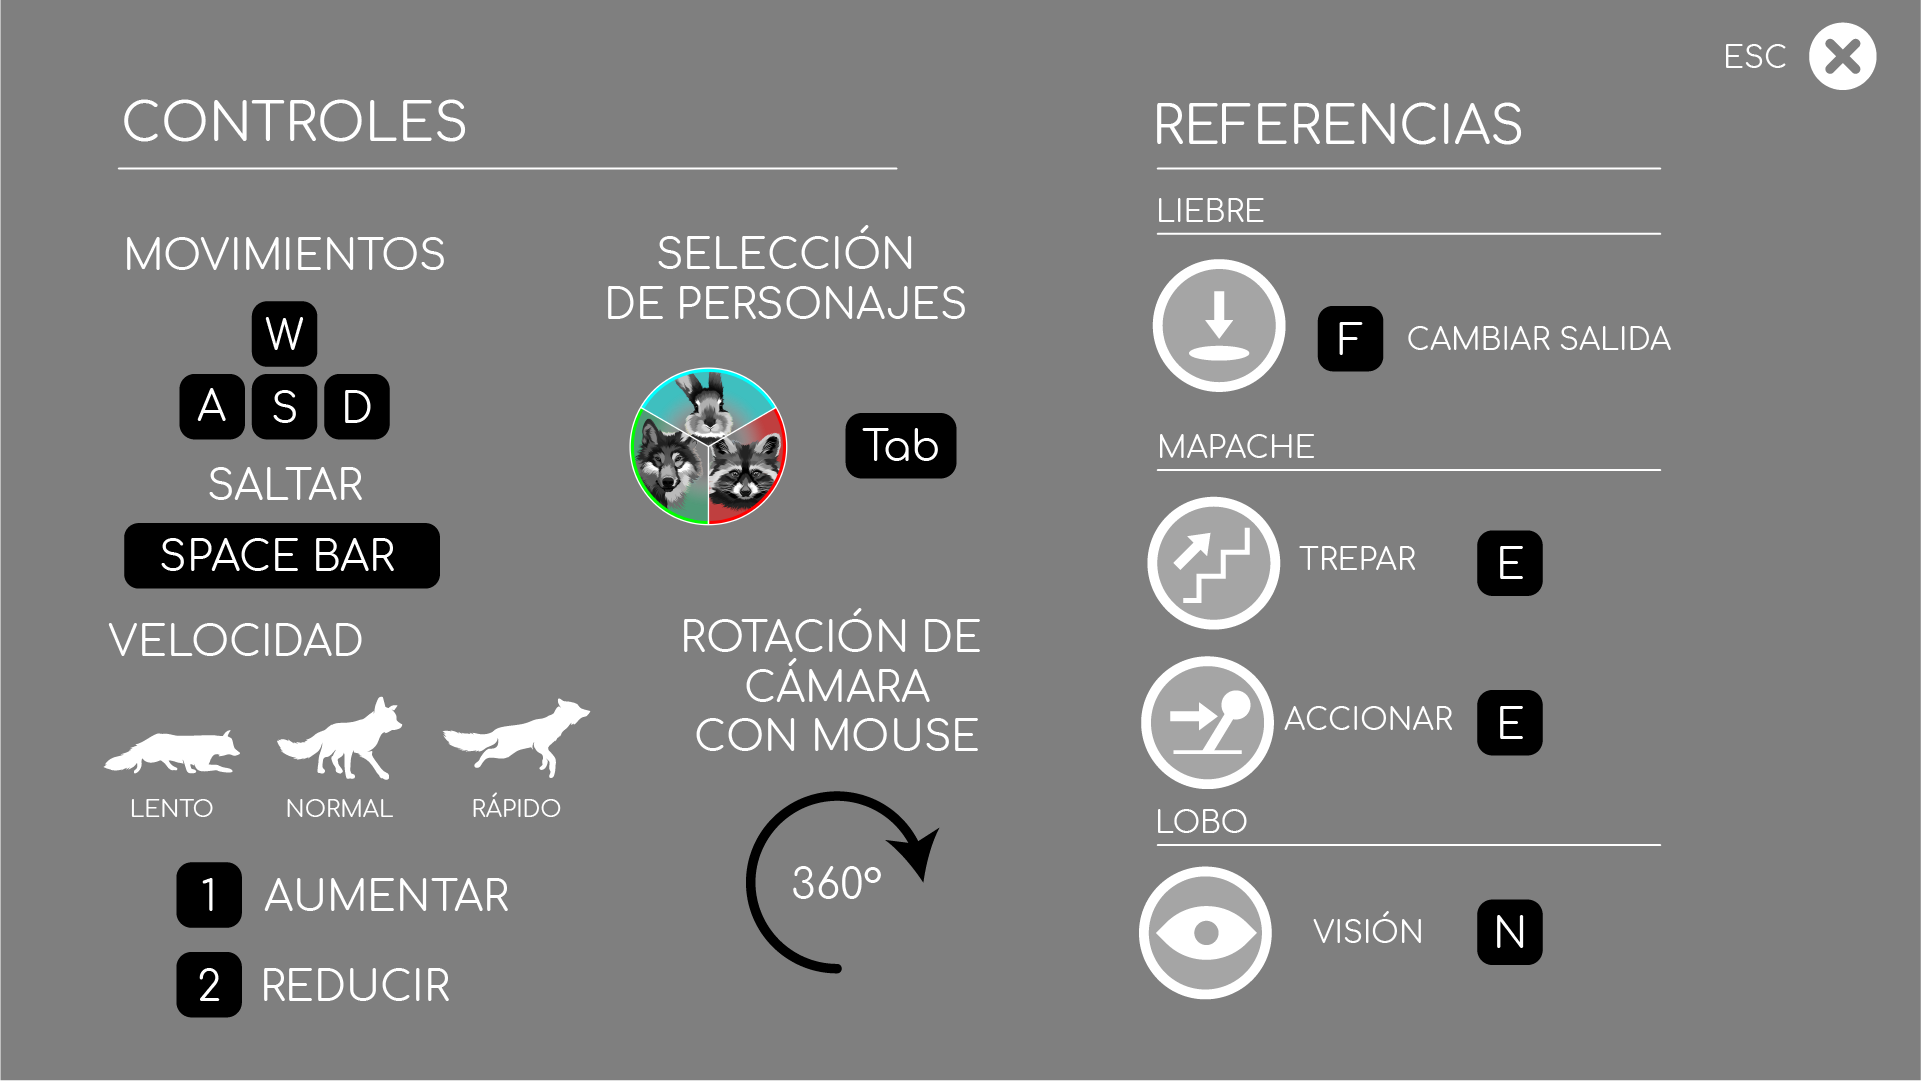 ESC
CONTROLES
MOVIMIENTOS
W
A S D
SALTAR
SPACE BAR
VELOCIDAD
LENTO NORMAL RÁPIDO
1 AUMENTAR
2 REDUCIR
SELECCIÓN
DE PERSONAJES
Tab
ROTACIÓN DE
CÁMARA
CON MOUSE
360°
REFERENCIAS
LIEBRE
F CAMBIAR SALIDA
MAPACHE
TREPAR E
ACCIONAR E
LOBO
VISIÓN N